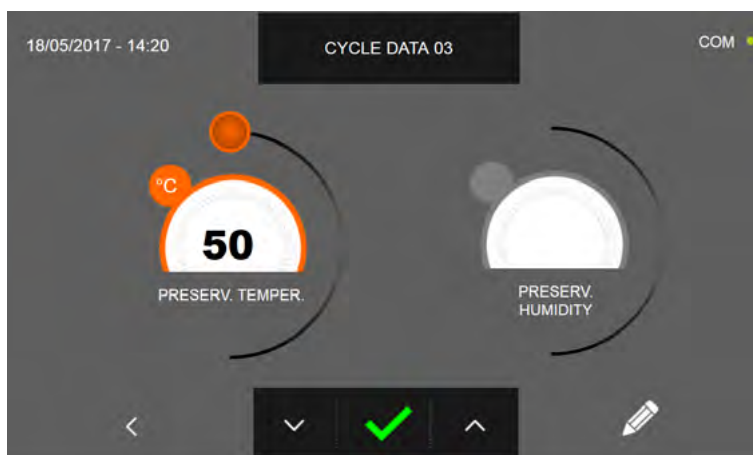 18/05/2017 - 14:20
CYCLE DATA 03
COM
°C
50
PRESERV. TEMPER.
PRESERV.
HUMIDITY